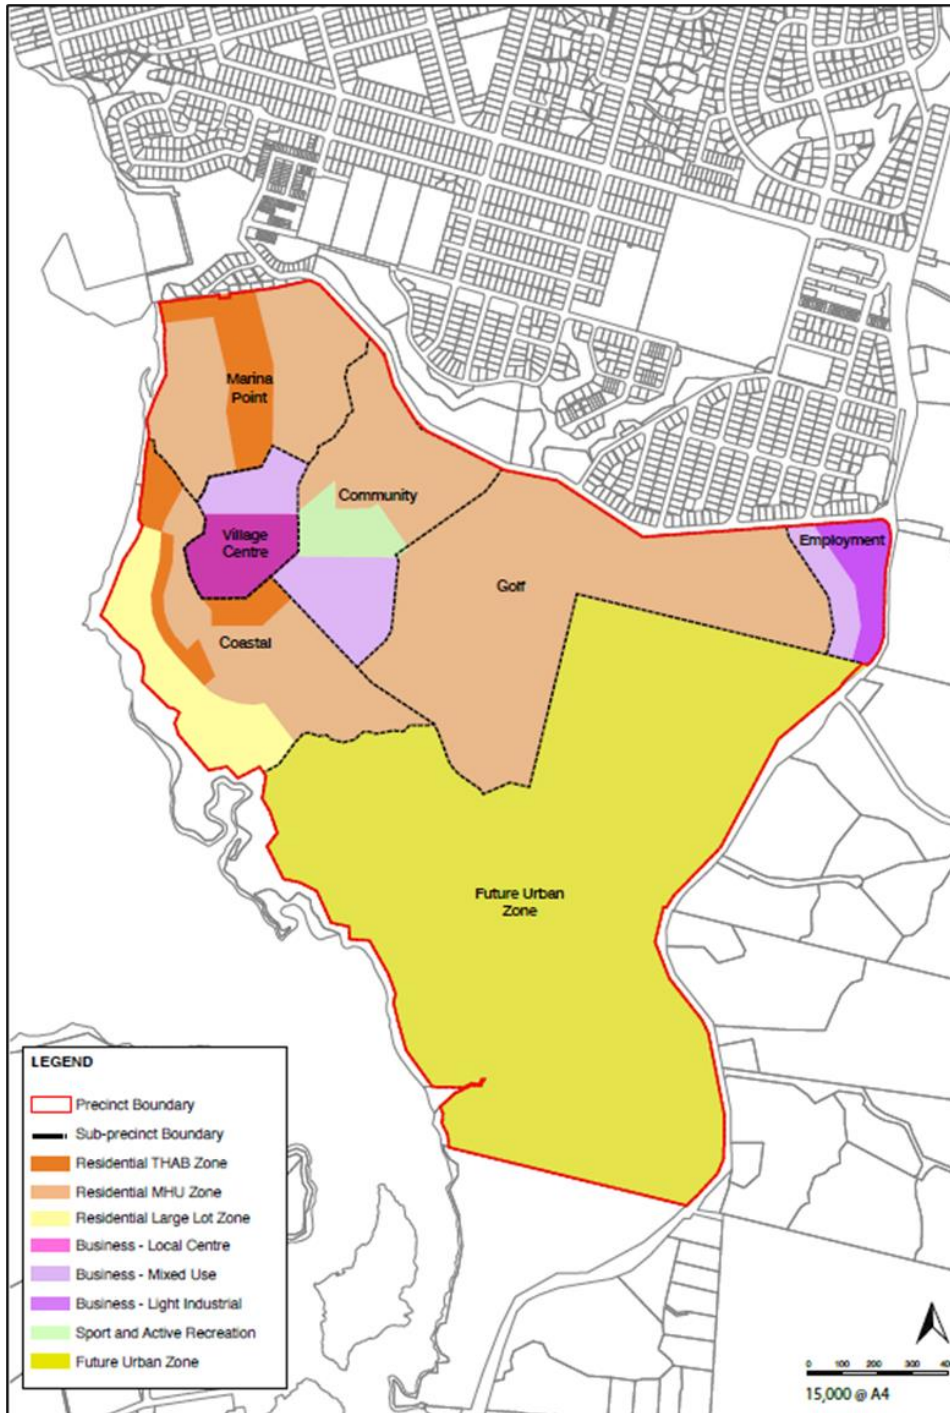 Marina
Point
Community
Village
Centre
Employment
Golf
Coastal
Future Urban
Zone
LEGEND
Precinct Boundary
Sub-precinct Boundary
Residential THAB Zone
Residential MHU Zone
Residential Large Lot Zone
Business - Local Centre
Business - Mixed Use
Business - Light Industrial
Sport and Active Recreation
Future Urban Zone
0 100 200 300
15,000 @ A4